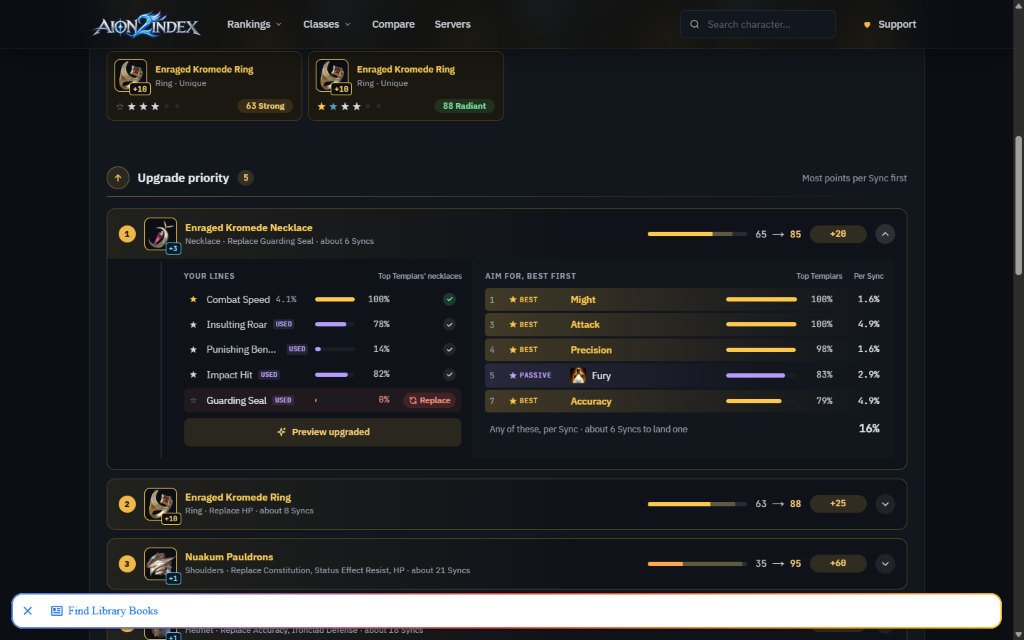 AION2INDEX
Rankings Classes Compare Servers Search character... Support
Enraged Kromede Ring
Ring · Unique
+10
63 Strong
Enraged Kromede Ring
Ring · Unique
+10
88 Radiant
Upgrade priority 5
Most points per Sync first
1
+3
Enraged Kromede Necklace
Necklace · Replace Guarding Seal · about 6 Syncs
65 → 85 +20
YOUR LINES Top Templars' necklaces
Combat Speed 4.1% 100%
Insulting Roar USED 78%
Punishing Ben... USED 14%
Impact Hit USED 82%
Guarding Seal USED 0% Replace
Preview upgraded
AIM FOR, BEST FIRST Top Templars Per Sync
1 ★ BEST Might 100% 1.6%
3 ★ BEST Attack 100% 4.9%
4 ★ BEST Precision 98% 1.6%
5 ★ PASSIVE Fury 83% 2.9%
7 ★ BEST Accuracy 79% 4.9%
Any of these, per Sync · about 6 Syncs to land one 16%
2
+10
Enraged Kromede Ring
Ring · Replace HP · about 8 Syncs
63 → 88 +25
3
+1
Nuakum Pauldrons
Shoulders · Replace Constitution, Status Effect Resist, HP · about 21 Syncs
35 → 95 +60
Find Library Books
+1
Helmet · Replace Accuracy, Ironclad Defense · about 18 Syncs